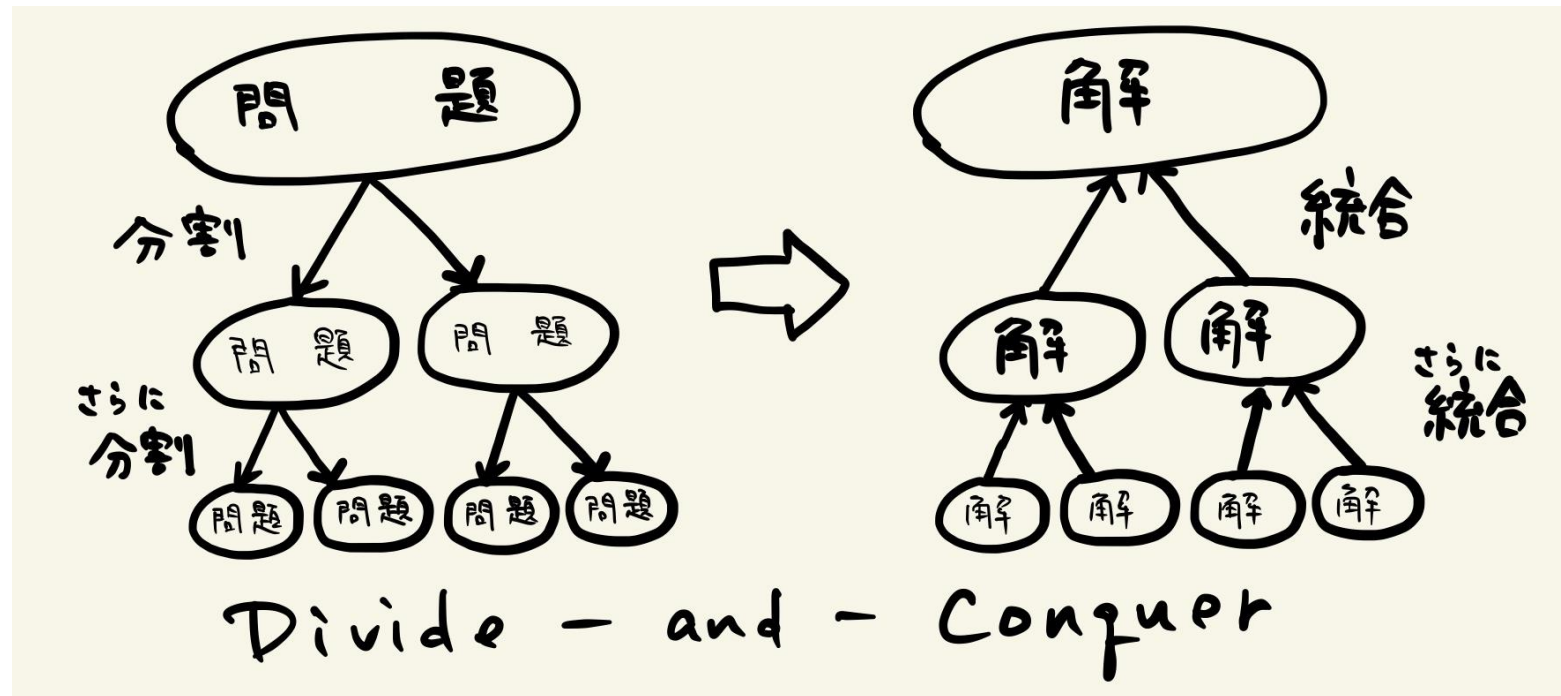 問題
分割
問題 問題
さらに
分割
問題 問題 問題 問題
解
統合
解 解
さらに
統合
解 解 解 解
Divide - and - Conquer